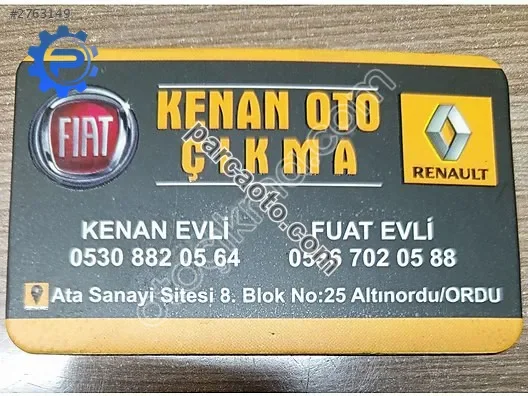 #2763149
FIAT
KENAN OTO
ÇIKMA
RENAULT
parcaoto.com
KENAN EVLİ
FUAT EVLİ
0530 882 05 64
702 05 88
Ata Sanayi Sitesi 8. Blok No:25 Altınordu/ORDU